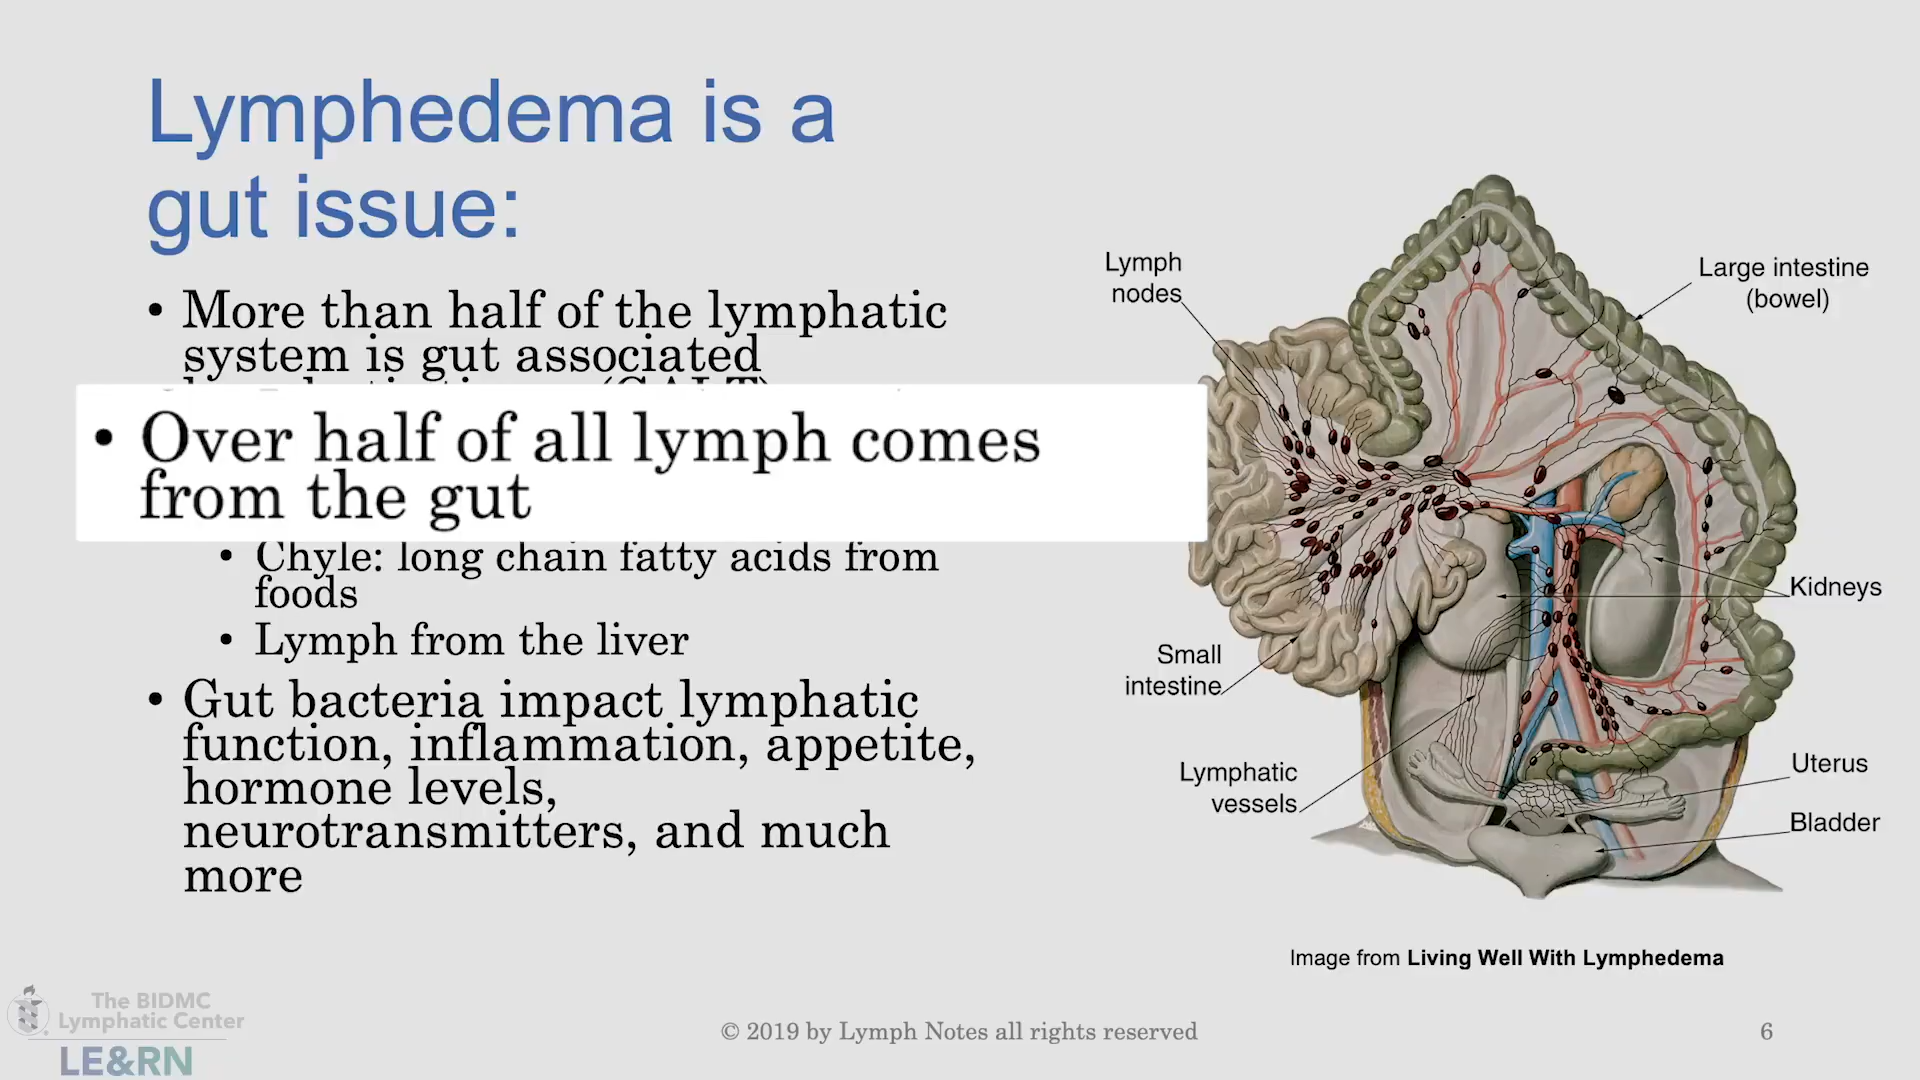 Lymphedema is a
gut issue:
• More than half of the lymphatic
system is gut associated
(GALT)
• Over half of all lymph comes
from the gut
• Chyle: long chain fatty acids from
foods
• Lymph from the liver
• Gut bacteria impact lymphatic
function, inflammation, appetite,
hormone levels,
neurotransmitters, and much
more
Lymph
nodes
Large intestine
(bowel)
Kidneys
Small
intestine
Lymphatic
vessels
Uterus
Bladder
Image from Living Well With Lymphedema
The BIDMC
Lymphatic Center
LE&RN
© 2019 by Lymph Notes all rights reserved
6